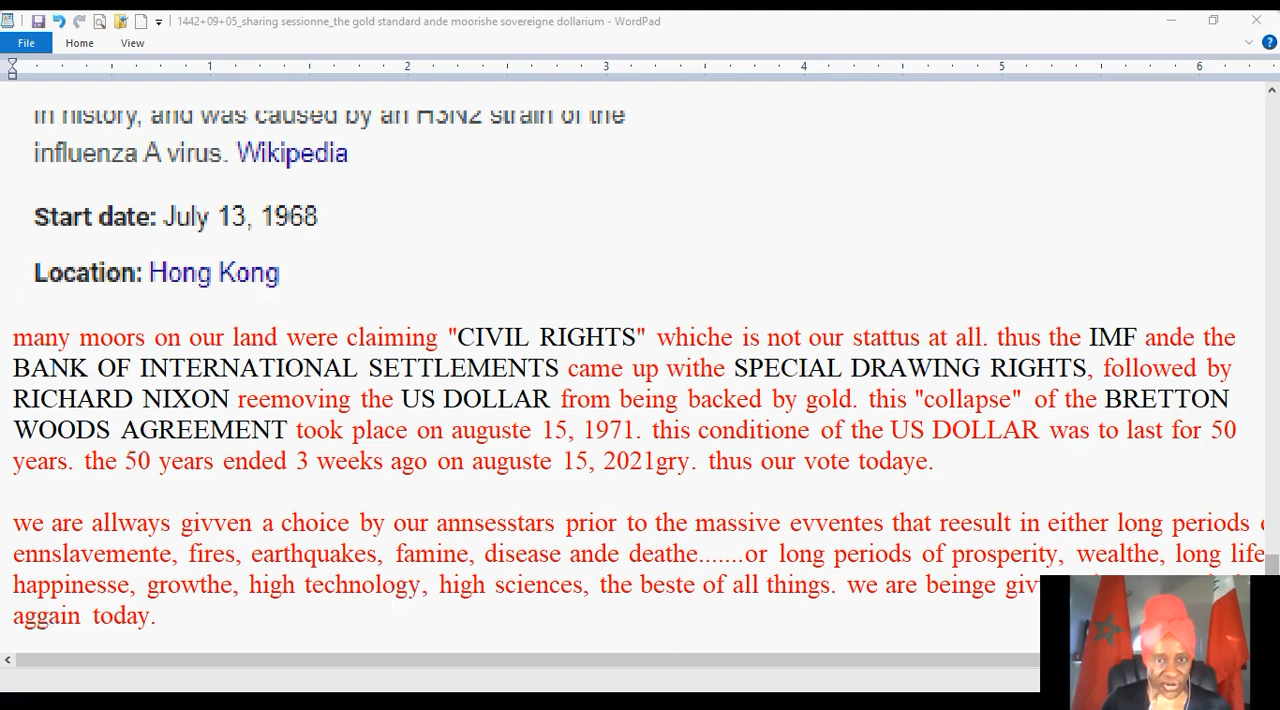 1442+09+05_sharing sessionne_the gold standard ande moorishe sovereigne dollarium - WordPad
File Home View
1 2 3 4 5 6
in history, and was caused by an H3N2 strain of the
influenza A virus. Wikipedia
Start date: July 13, 1968
Location: Hong Kong
many moors on our land were claiming "CIVIL RIGHTS" whiche is not our stattus at all. thus the IMF ande the
BANK OF INTERNATIONAL SETTLEMENTS came up withe SPECIAL DRAWING RIGHTS, followed by
RICHARD NIXON reemoving the US DOLLAR from being backed by gold. this "collapse" of the BRETTON
WOODS AGREEMENT took place on auguste 15, 1971. this conditione of the US DOLLAR was to last for 50
years. the 50 years ended 3 weeks ago on auguste 15, 2021gry. thus our vote todaye.
we are allways givven a choice by our annsesstars prior to the massive evventes that reesult in either long periods
ennslavemente, fires, earthquakes, famine, disease ande deathe.......or long periods of prosperity, wealthe, long life
happinesse, growthe, high technology, high sciences, the beste of all things. we are beinge
aggain today.